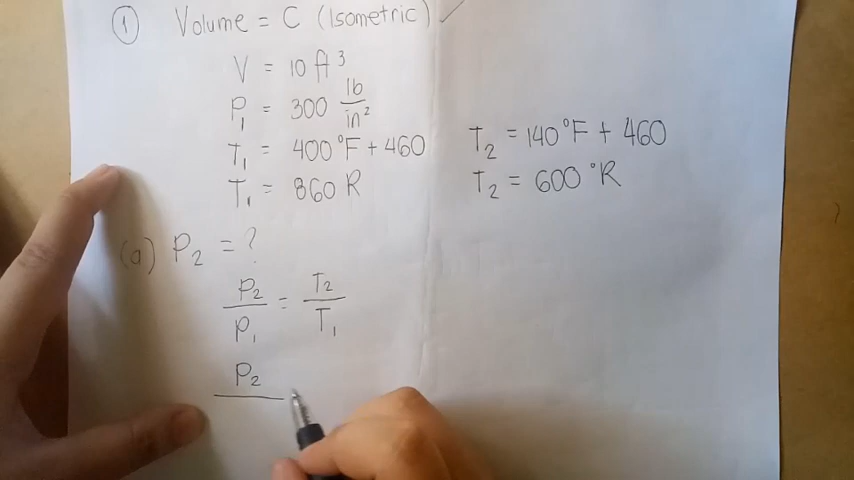 ① Volume = C (Isometric) ✓
V = 10 ft³
P₁ = 300 lb/in²
T₁ = 400°F + 460
T₁ = 860 R
T₂ = 140°F + 460
T₂ = 600 °R
(a) P₂ = ?
P₂/P₁ = T₂/T₁
P₂